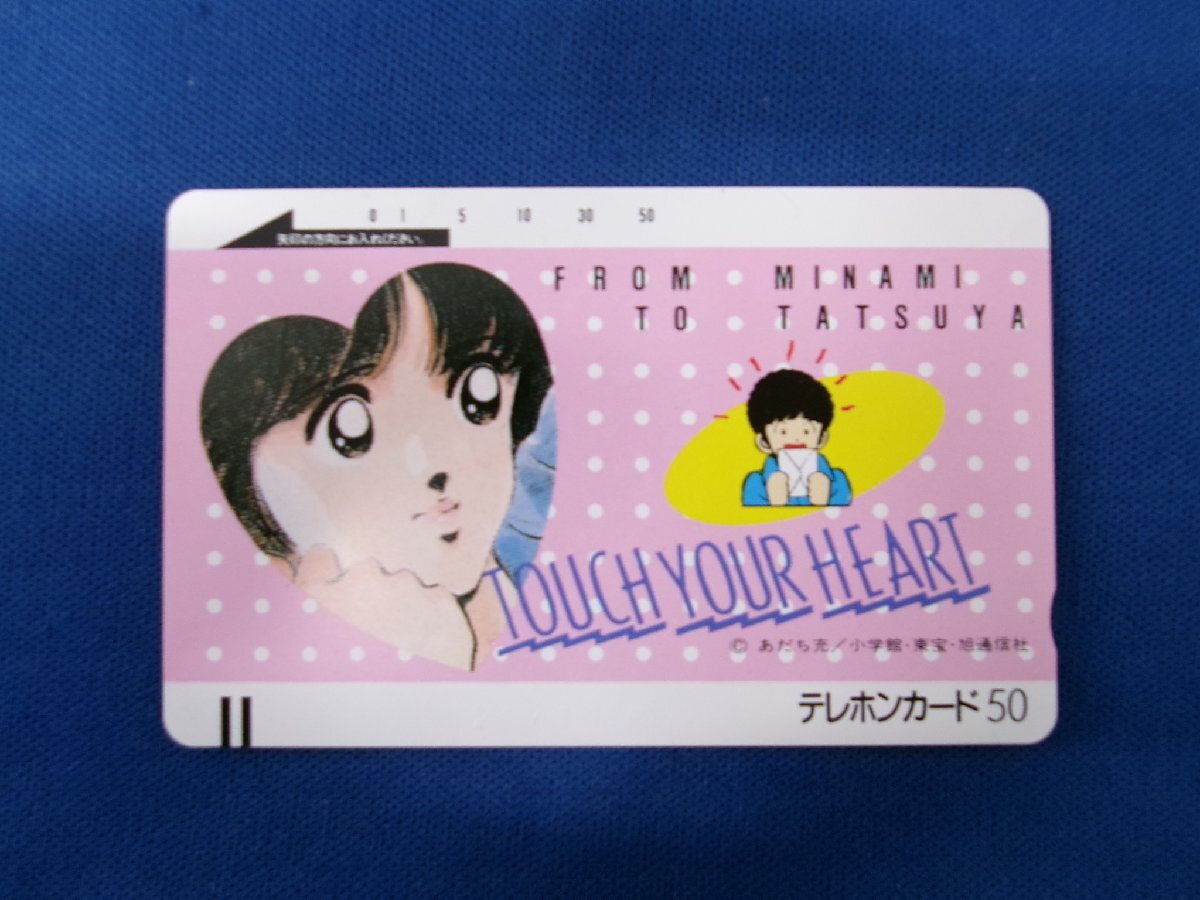 0 1 5 10 30 50
矢印の方向にお入れください。
FROM MINAMI
TO TATSUYA
TOUCH YOUR HEART
© あだち充／小学館・東宝・旭通信社
テレホンカード 50